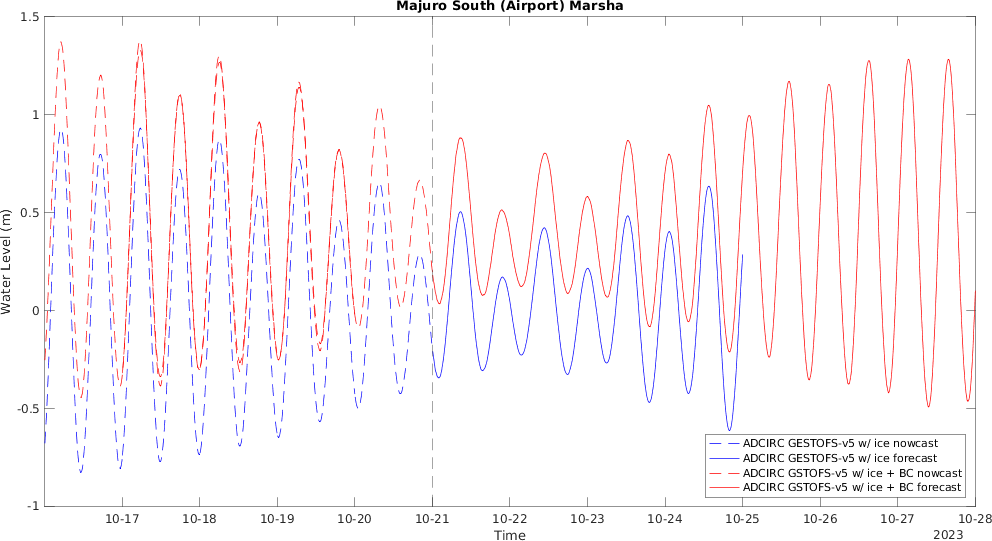 Majuro South (Airport) Marsha
1.5
1
0.5
0
-0.5
-1
Water Level (m)
10-17 10-18 10-19 10-20 10-21 10-22 10-23 10-24 10-25 10-26 10-27 10-28
Time
2023
ADCIRC GESTOFS-v5 w/ ice nowcast
ADCIRC GESTOFS-v5 w/ ice forecast
ADCIRC GSTOFS-v5 w/ ice + BC nowcast
ADCIRC GSTOFS-v5 w/ ice + BC forecast